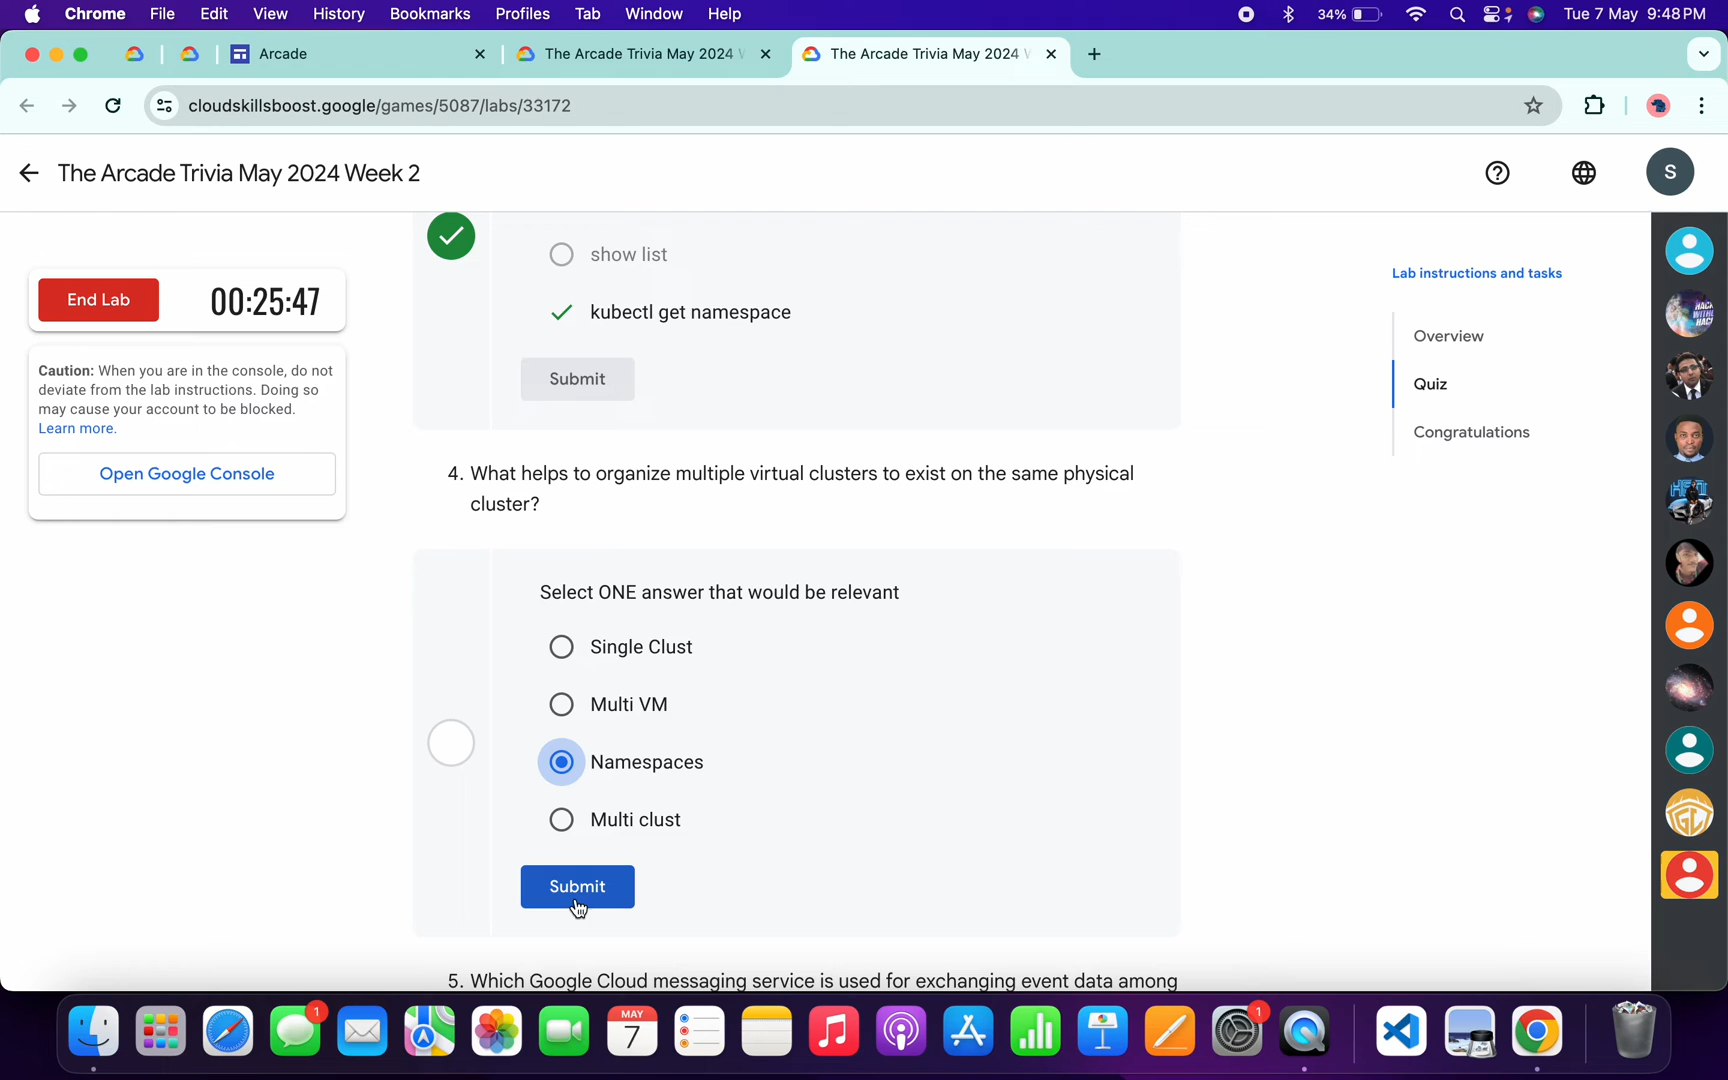 Chrome File Edit View History Bookmarks Profiles Tab Window Help 34% Tue 7 May 9:48 PM
Arcade
The Arcade Trivia May 2024 W
The Arcade Trivia May 2024 W
cloudskillsboost.google/games/5087/labs/33172
The Arcade Trivia May 2024 Week 2
S
End Lab
00:25:47
Caution: When you are in the console, do not
deviate from the lab instructions. Doing so
may cause your account to be blocked.
Learn more.
Open Google Console
show list
kubectl get namespace
Submit
4. What helps to organize multiple virtual clusters to exist on the same physical
cluster?
Select ONE answer that would be relevant
Single Clust
Multi VM
Namespaces
Multi clust
Submit
5. Which Google Cloud messaging service is used for exchanging event data among
Lab instructions and tasks
Overview
Quiz
Congratulations
1
MAY
7
1